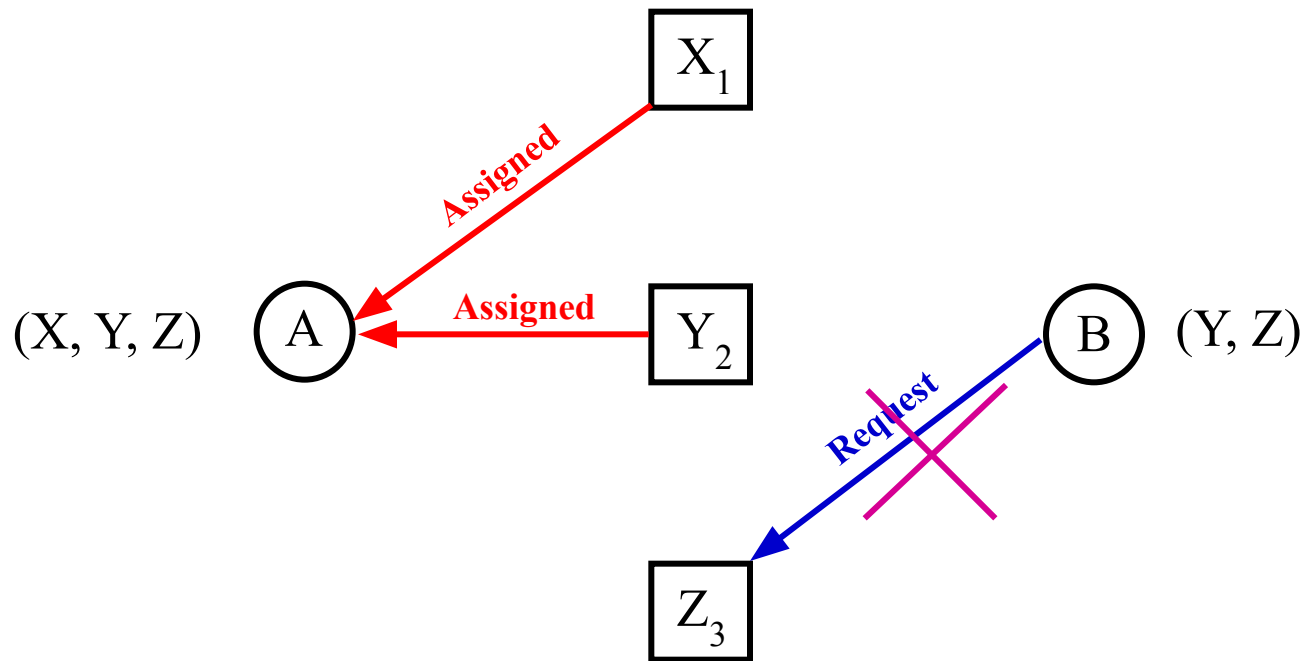 X₁
Assigned
(X, Y, Z)
A
Assigned
Y₂
B
(Y, Z)
Request
Z₃